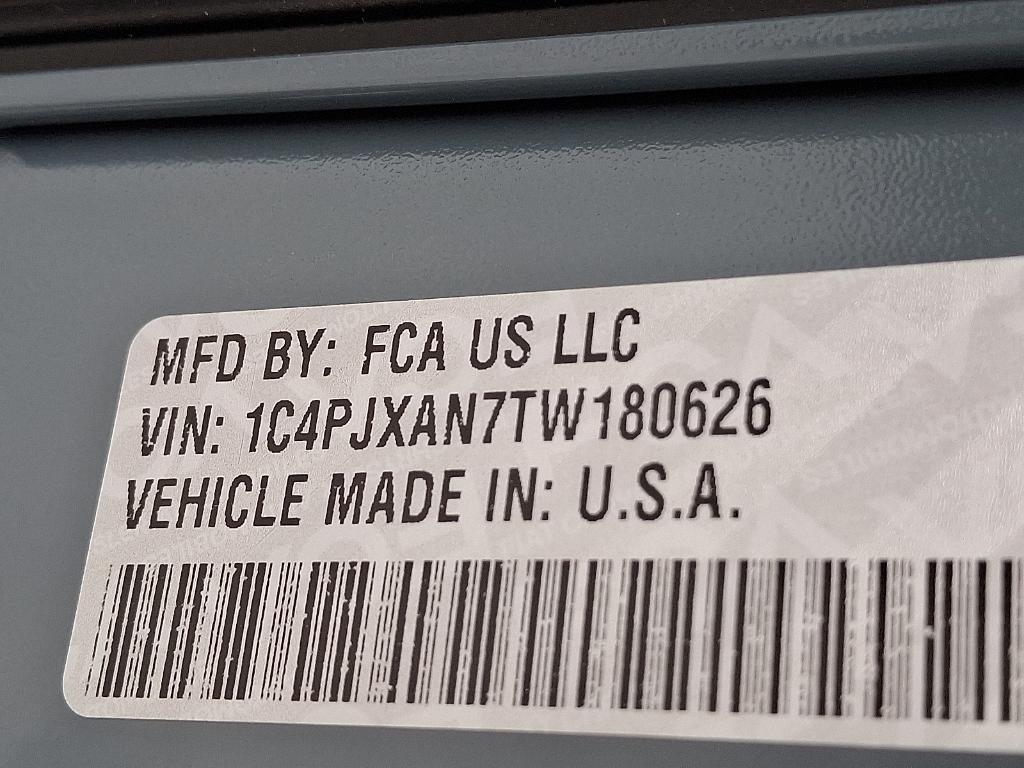 MFD BY: FCA US LLC
VIN: 1C4PJXAN7TW180626
VEHICLE MADE IN: U.S.A.